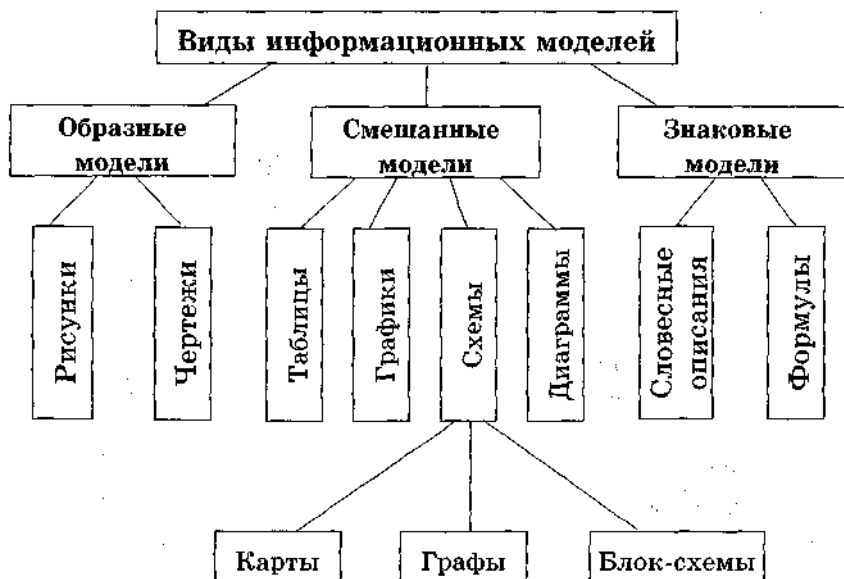 Виды информационных моделей
Образные
модели
Смешанные
модели
Знаковые
модели
Рисунки
Чертежи
Таблицы
Графики
Схемы
Диаграммы
Словесные
описания
Формулы
Карты
Графы
Блок-схемы